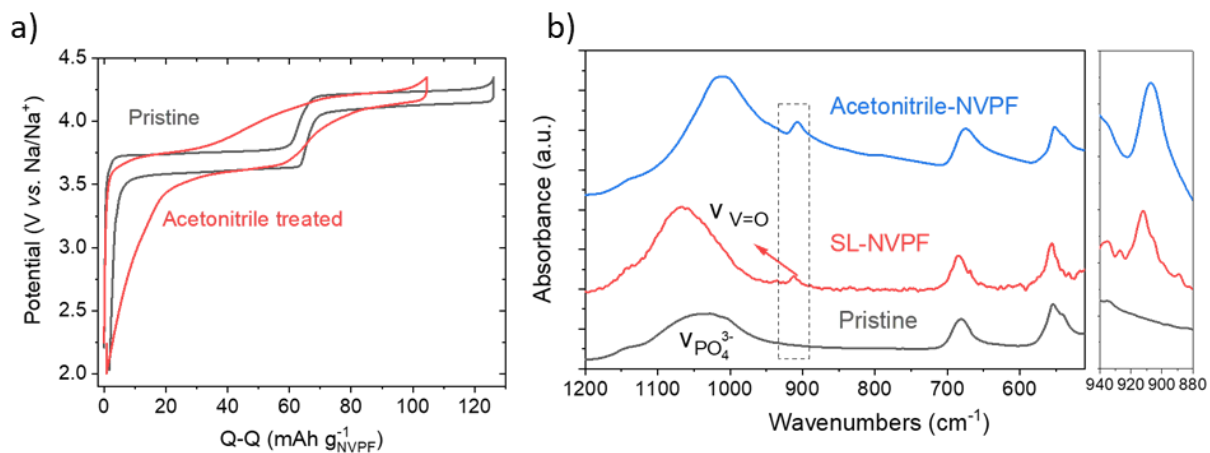 a)
4.5
4.0
3.5
3.0
2.5
2.0
Potential (V vs. Na/Na⁺)
Pristine
Acetonitrile treated
0 20 40 60 80 100 120
Q-Q (mAh g⁻¹NVPF)
b)
Absorbance (a.u.)
Acetonitrile-NVPF
ν V=O
SL-NVPF
Pristine
νPO₄³⁻
1200 1100 1000 900 800 700 600
940 920 900 880
Wavenumbers (cm⁻¹)